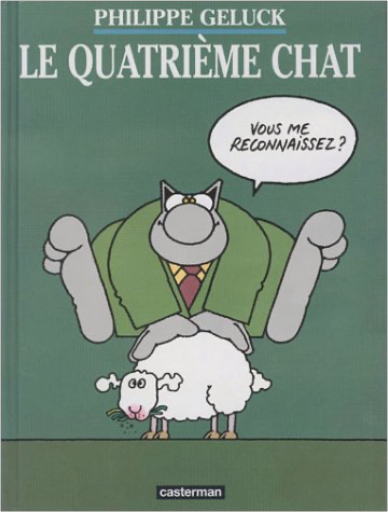 PHILIPPE GELUCK
LE QUATRIÈME CHAT
VOUS ME
RECONNAISSEZ?
casterman